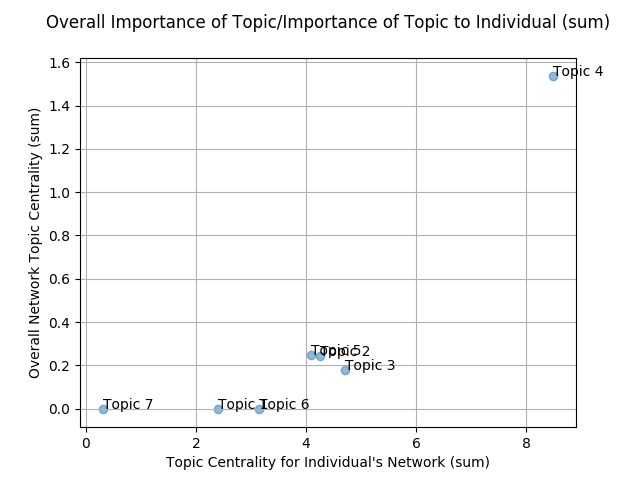 Overall Importance of Topic/Importance of Topic to Individual (sum)
1.6
1.4
1.2
1.0
0.8
0.6
0.4
0.2
0.0
Overall Network Topic Centrality (sum)
Topic 4
Topic 5
Topic 2
Topic 3
Topic 7
Topic 1
Topic 6
0 2 4 6 8
Topic Centrality for Individual's Network (sum)